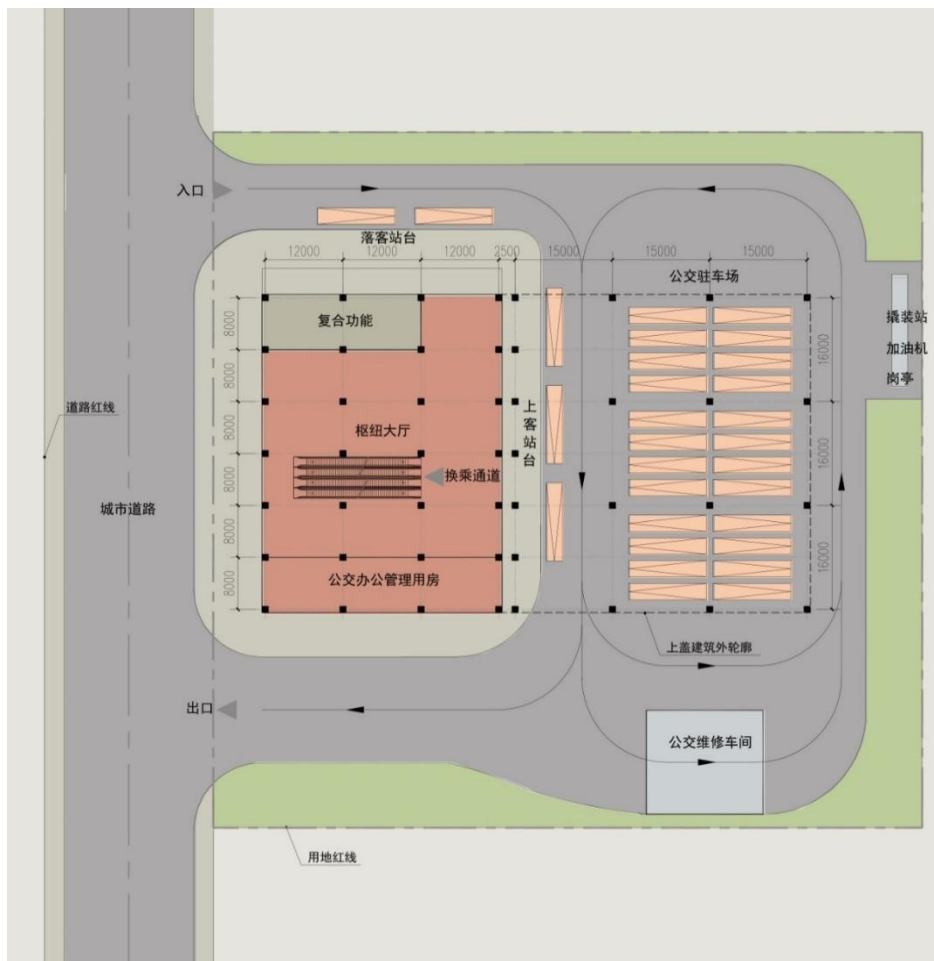 入口
落客站台
12000
12000
12000
2500
15000
15000
15000
公交驻车场
撬装站
加油机
岗亭
复合功能
8000
8000
8000
8000
8000
8000
16000
16000
16000
道路红线
枢纽大厅
上客站台
换乘通道
城市道路
公交办公管理用房
上盖建筑外轮廓
出口
公交维修车间
用地红线